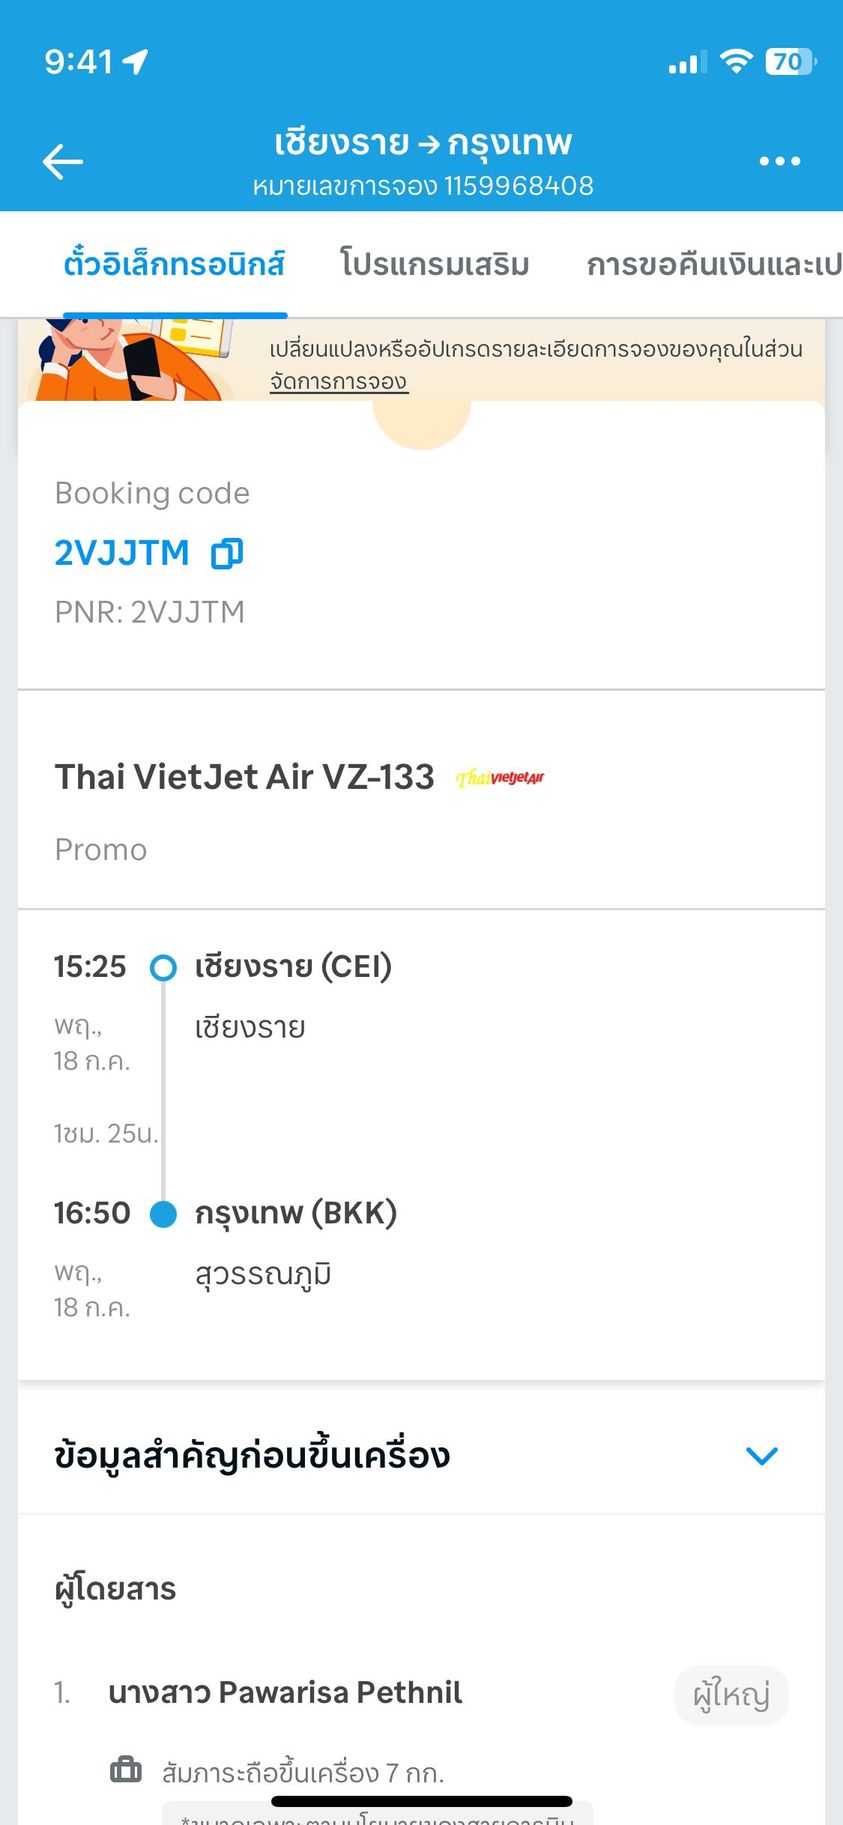 9:41
70
เชียงราย → กรุงเทพ
หมายเลขการจอง 1159968408
ตั๋วอิเล็กทรอนิกส์ โปรแกรมเสริม การขอคืนเงินและเป
เปลี่ยนแปลงหรืออัปเกรดรายละเอียดการจองของคุณในส่วน
จัดการการจอง
Booking code
2VJJTM
PNR: 2VJJTM
Thai VietJet Air VZ-133 Thai vietjet Air
Promo
15:25 เชียงราย (CEI)
พฤ., เชียงราย
18 ก.ค.
1ชม. 25น.
16:50 กรุงเทพ (BKK)
พฤ., สุวรรณภูมิ
18 ก.ค.
ข้อมูลสำคัญก่อนขึ้นเครื่อง
ผู้โดยสาร
1. นางสาว Pawarisa Pethnil ผู้ใหญ่
สัมภาระถือขึ้นเครื่อง 7 กก.